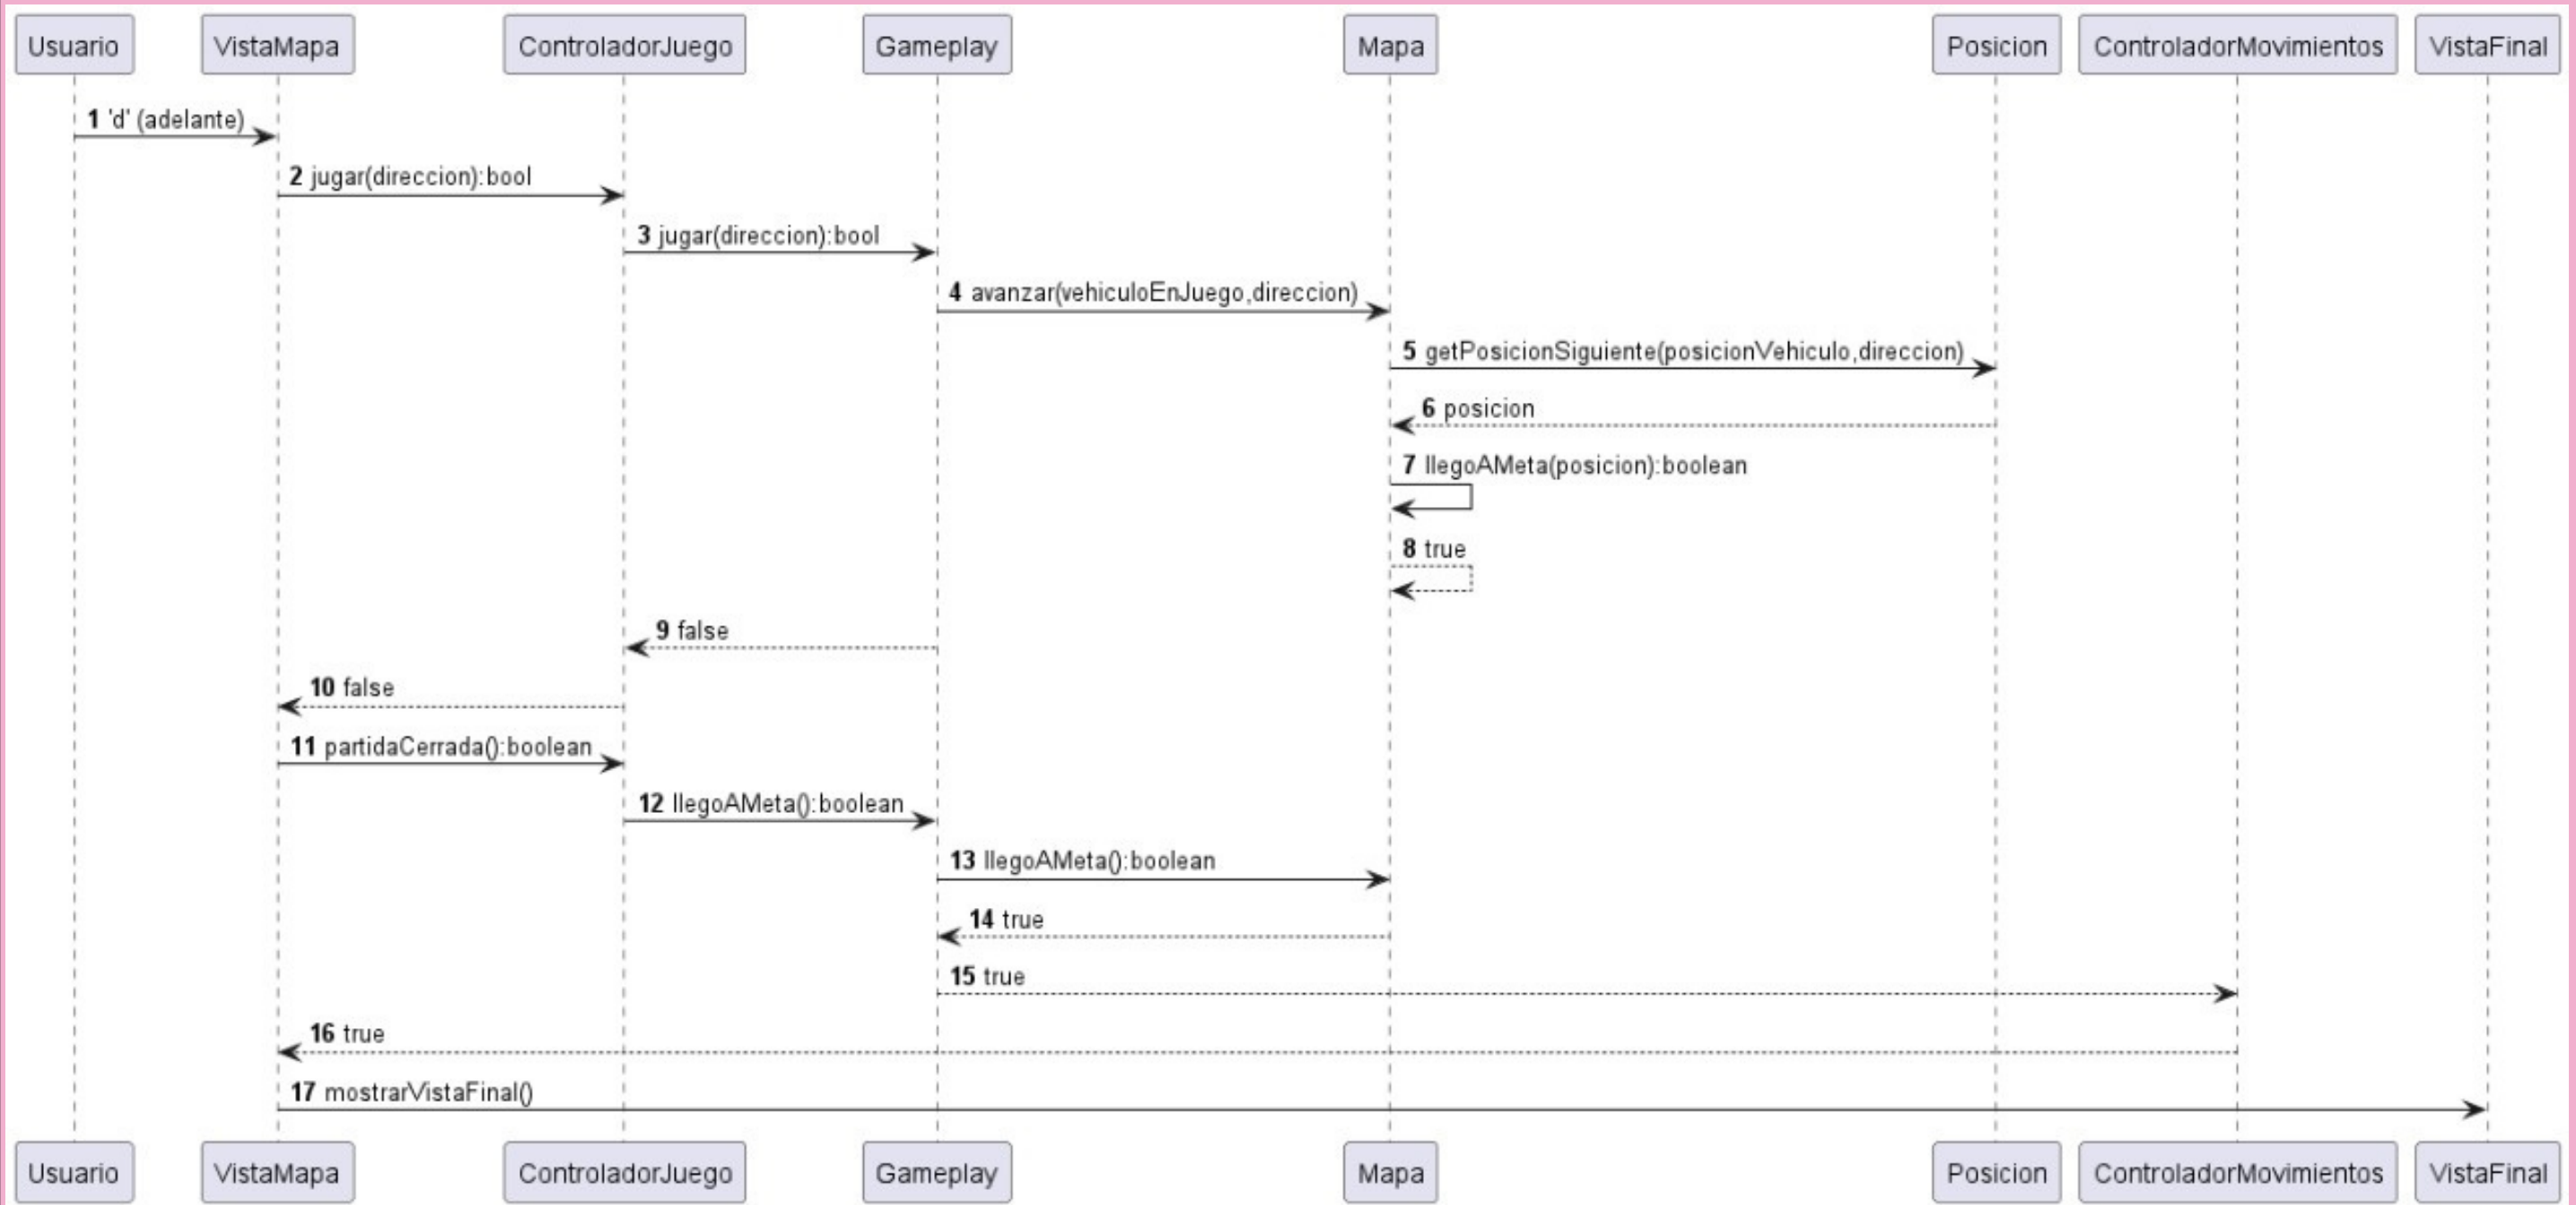 Usuario VistaMapa ControladorJuego Gameplay Mapa Posicion ControladorMovimientos VistaFinal
1 'd' (adelante)
2 jugar(direccion):bool
3 jugar(direccion):bool
4 avanzar(vehiculoEnJuego,direccion)
5 getPosicionSiguiente(posicionVehiculo,direccion)
6 posicion
7 llegoAMeta(posicion):boolean
8 true
9 false
10 false
11 partidaCerrada():boolean
12 llegoAMeta():boolean
13 llegoAMeta():boolean
14 true
15 true
16 true
17 mostrarVistaFinal()
Usuario VistaMapa ControladorJuego Gameplay Mapa Posicion ControladorMovimientos VistaFinal